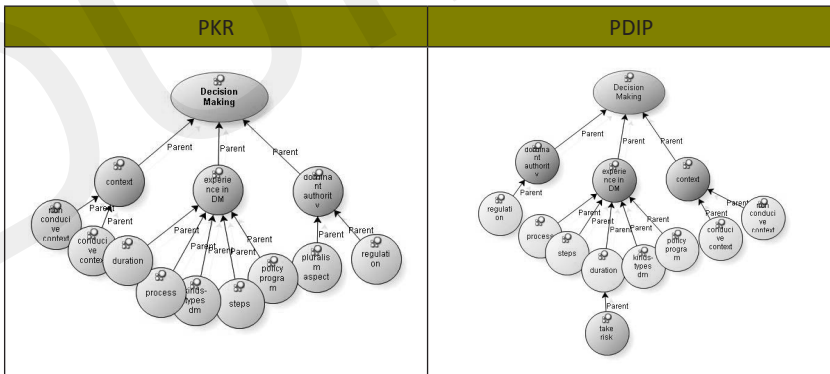 PKR
PDIP
Decision
Making
Parent
Parent
Parent
context
experie
nce in
DM
domina
nt
authorit
y
Parent
Parent
non
conduci
ve
context
conduci
ve
context
Parent
Parent
Parent
Parent
Parent
duration
process
kinds-
types
dm
steps
policy
progra
m
Parent
Parent
pluralis
m
aspect
regulati
on
Decision
Making
Parent
Parent
Parent
domina
nt
authorit
y
experie
nce in
DM
context
Parent
regulati
on
Parent
Parent
Parent
Parent
Parent
process
steps
duration
kinds-
types
dm
policy
progra
m
Parent
Parent
conduci
ve
context
non
conduci
ve
context
Parent
take
risk